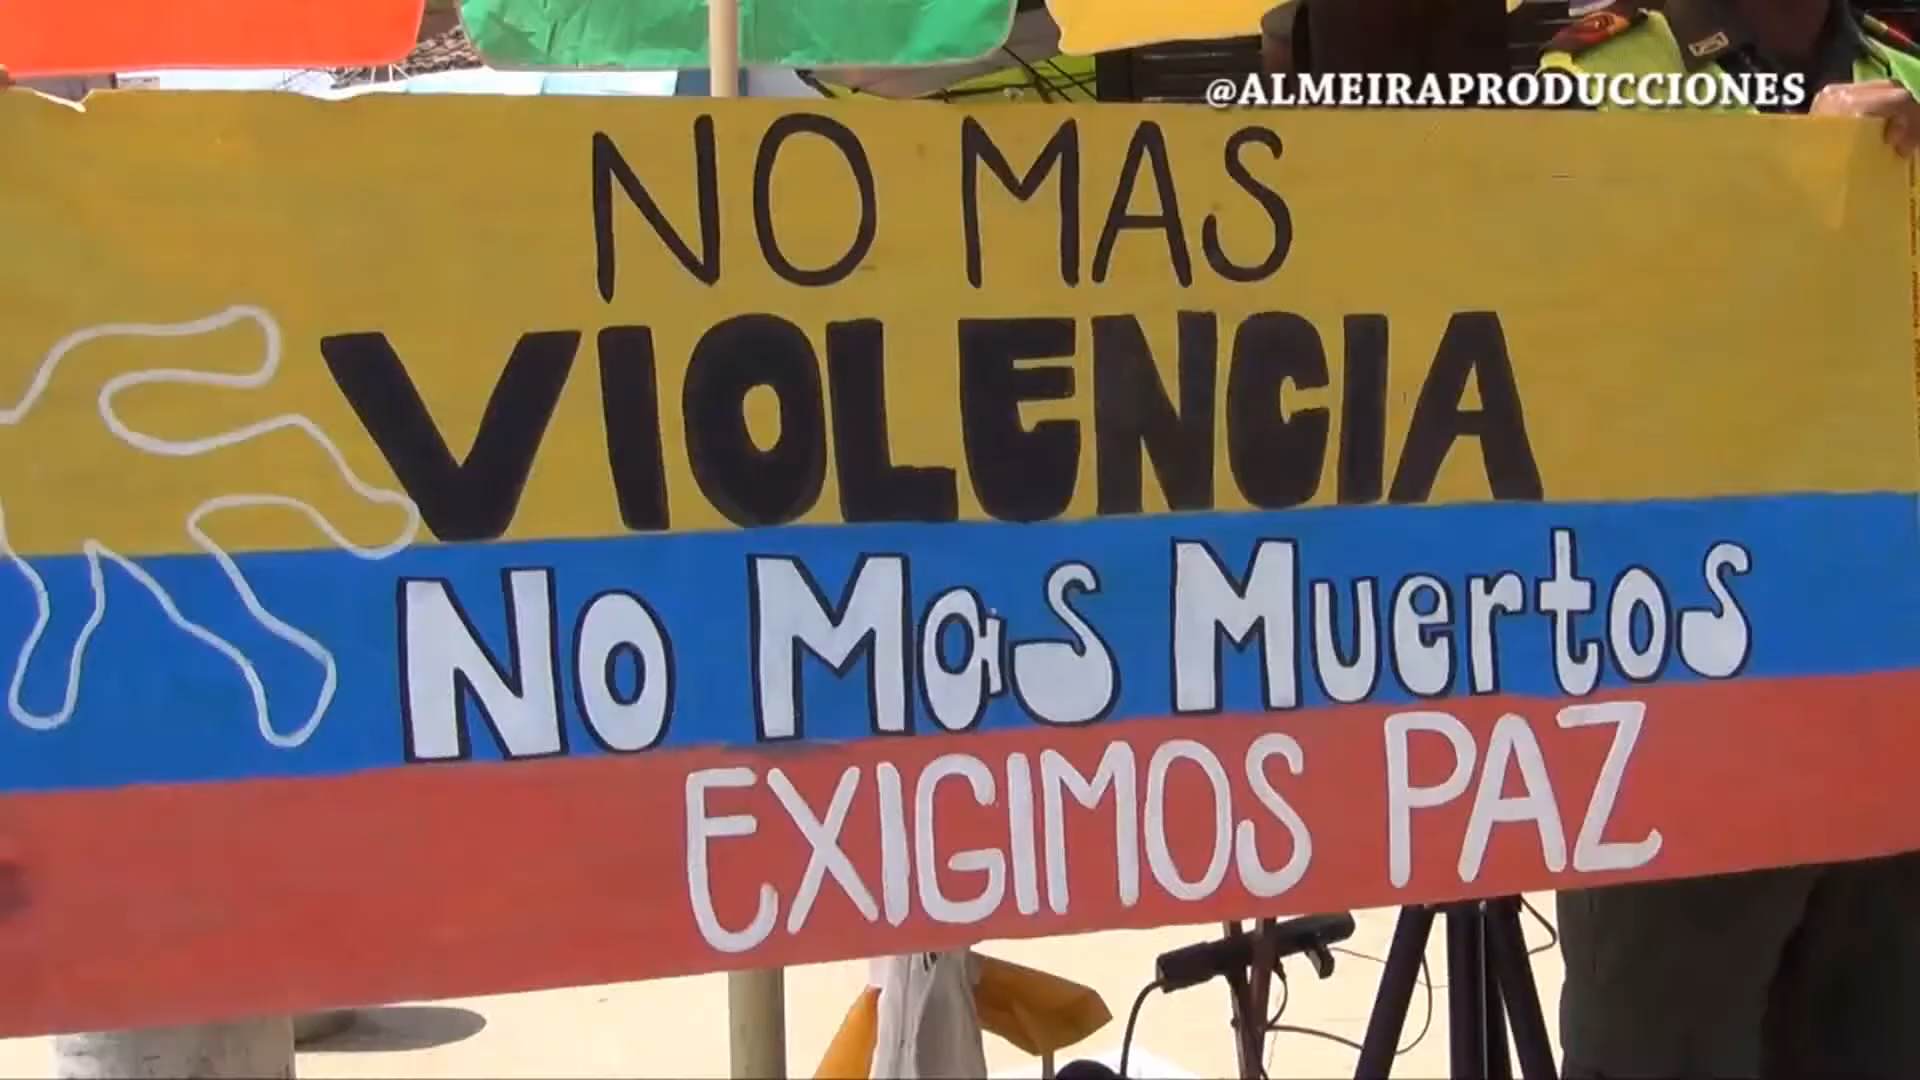 @ALMEIRAPRODUCCIONES
NO MAS
VIOLENCIA
No Mas Muertos
EXIGIMOS PAZ